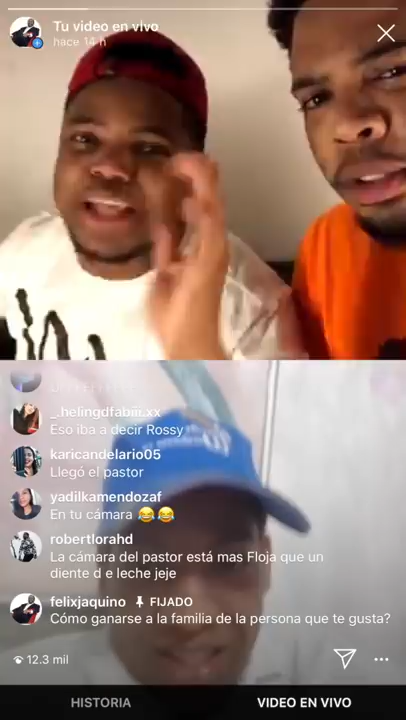 Tu video en vivo
hace 14 h
_.helingdfabiii.xx
Eso iba a decir Rossy
karicandelario05
Llegó el pastor
yadilkamendozaf
En tu cámara 😂😂
robertlorahd
La cámara del pastor está mas Floja que un
diente d e leche jeje
felixjaquino FIJADO
Cómo ganarse a la familia de la persona que te gusta?
12.3 mil
HISTORIA
VIDEO EN VIVO